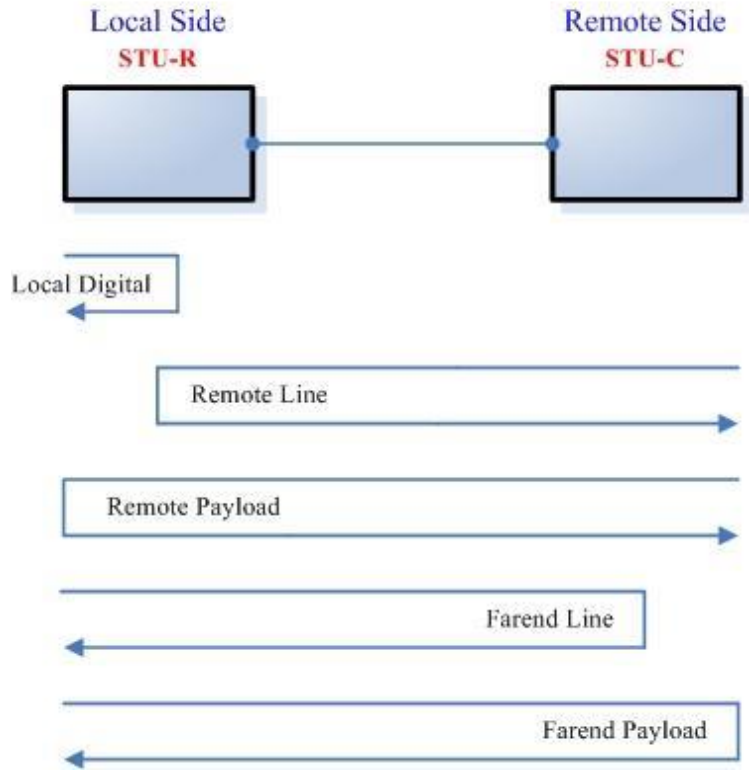 Local Side
STU-R
Remote Side
STU-C
Local Digital
Remote Line
Remote Payload
Farend Line
Farend Payload